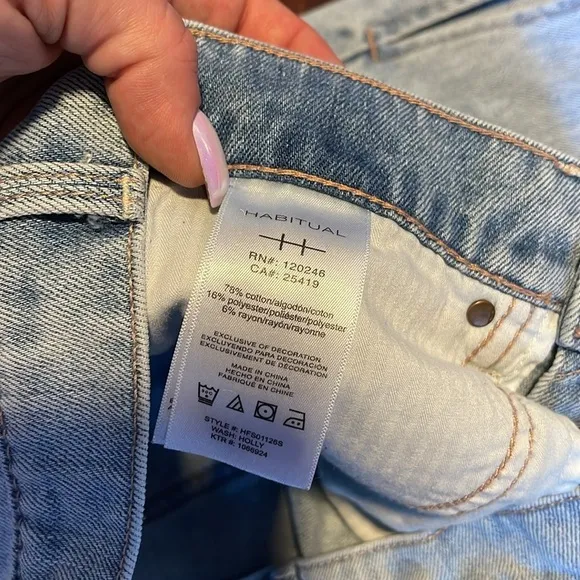 HABITUAL
RN#: 120246
CA#: 25419
78% cotton/algodón/coton
16% polyester/poliéster/polyester
6% rayon/rayón/rayonne
EXCLUSIVE OF DECORATION
EXCLUYENDO PARA DECORACIÓN
EXCLUSIVEMENT DE DÉCORATION
MADE IN CHINA
HECHO EN CHINA
FABRIQUÉ EN CHINE
STYLE #: HFS01126S
WASH: HOLLY
KTR #: 1066924